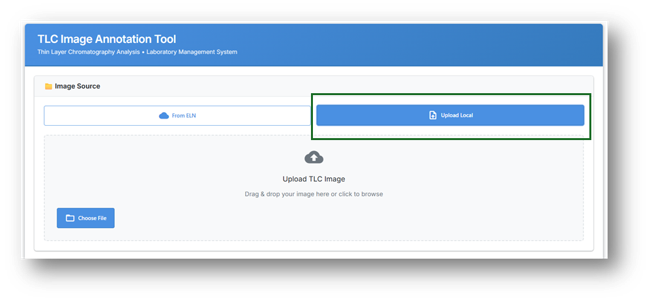 TLC Image Annotation Tool
Thin Layer Chromatography Analysis • Laboratory Management System
Image Source
From ELN
Upload Local
Upload TLC Image
Drag & drop your image here or click to browse
Choose File